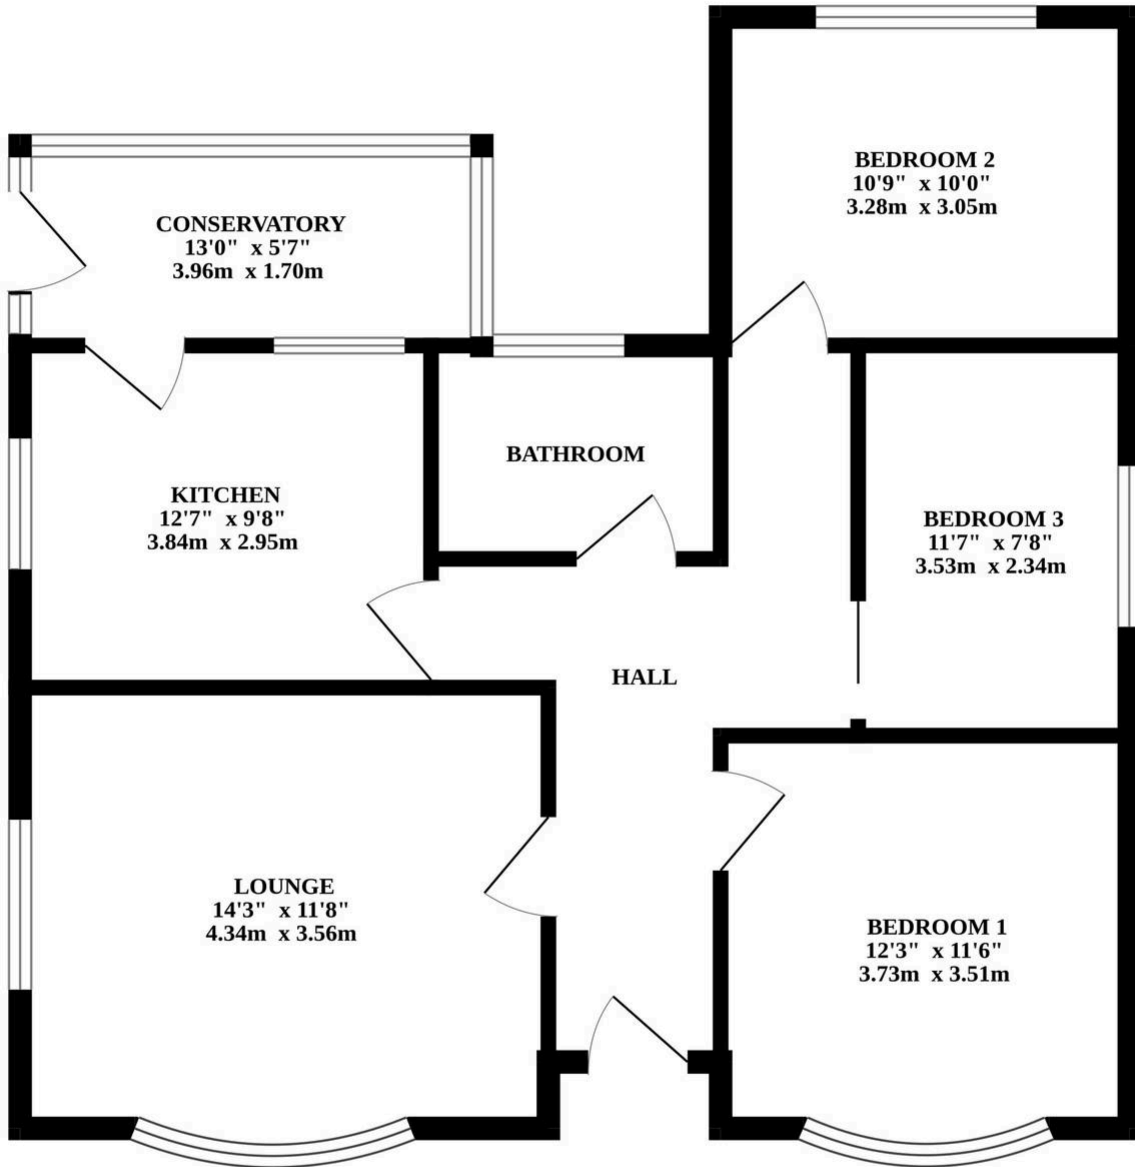 BEDROOM 2
10'9" x 10'0"
3.28m x 3.05m
CONSERVATORY
13'0" x 5'7"
3.96m x 1.70m
BATHROOM
KITCHEN
12'7" x 9'8"
3.84m x 2.95m
BEDROOM 3
11'7" x 7'8"
3.53m x 2.34m
HALL
LOUNGE
14'3" x 11'8"
4.34m x 3.56m
BEDROOM 1
12'3" x 11'6"
3.73m x 3.51m